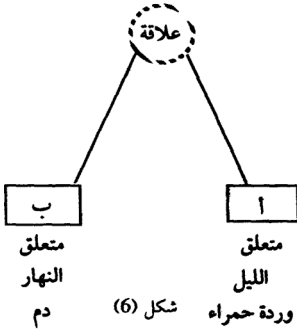 علاقة
أ ب
متعلق متعلق
الليل النهار
وردة حمراء شكل (6) دم